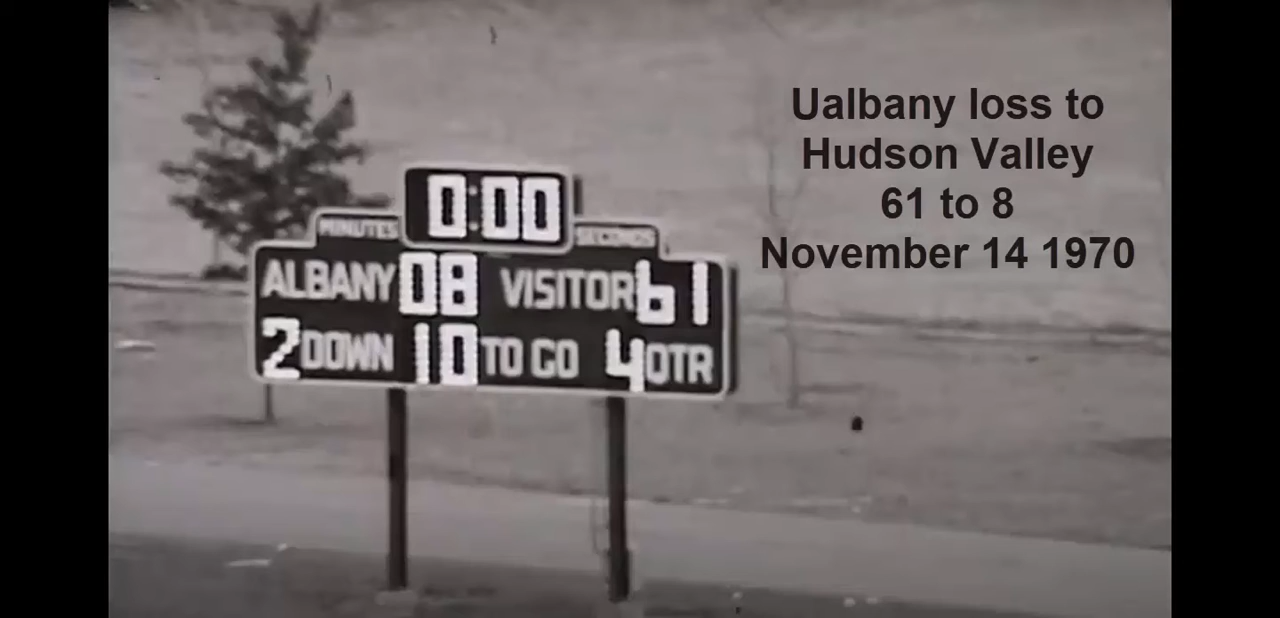 Ualbany loss to
Hudson Valley
61 to 8
November 14 1970
0:00
MINUTES SECONDS
ALBANY 08 VISITOR 61
2 DOWN 10 TO GO 4 QTR